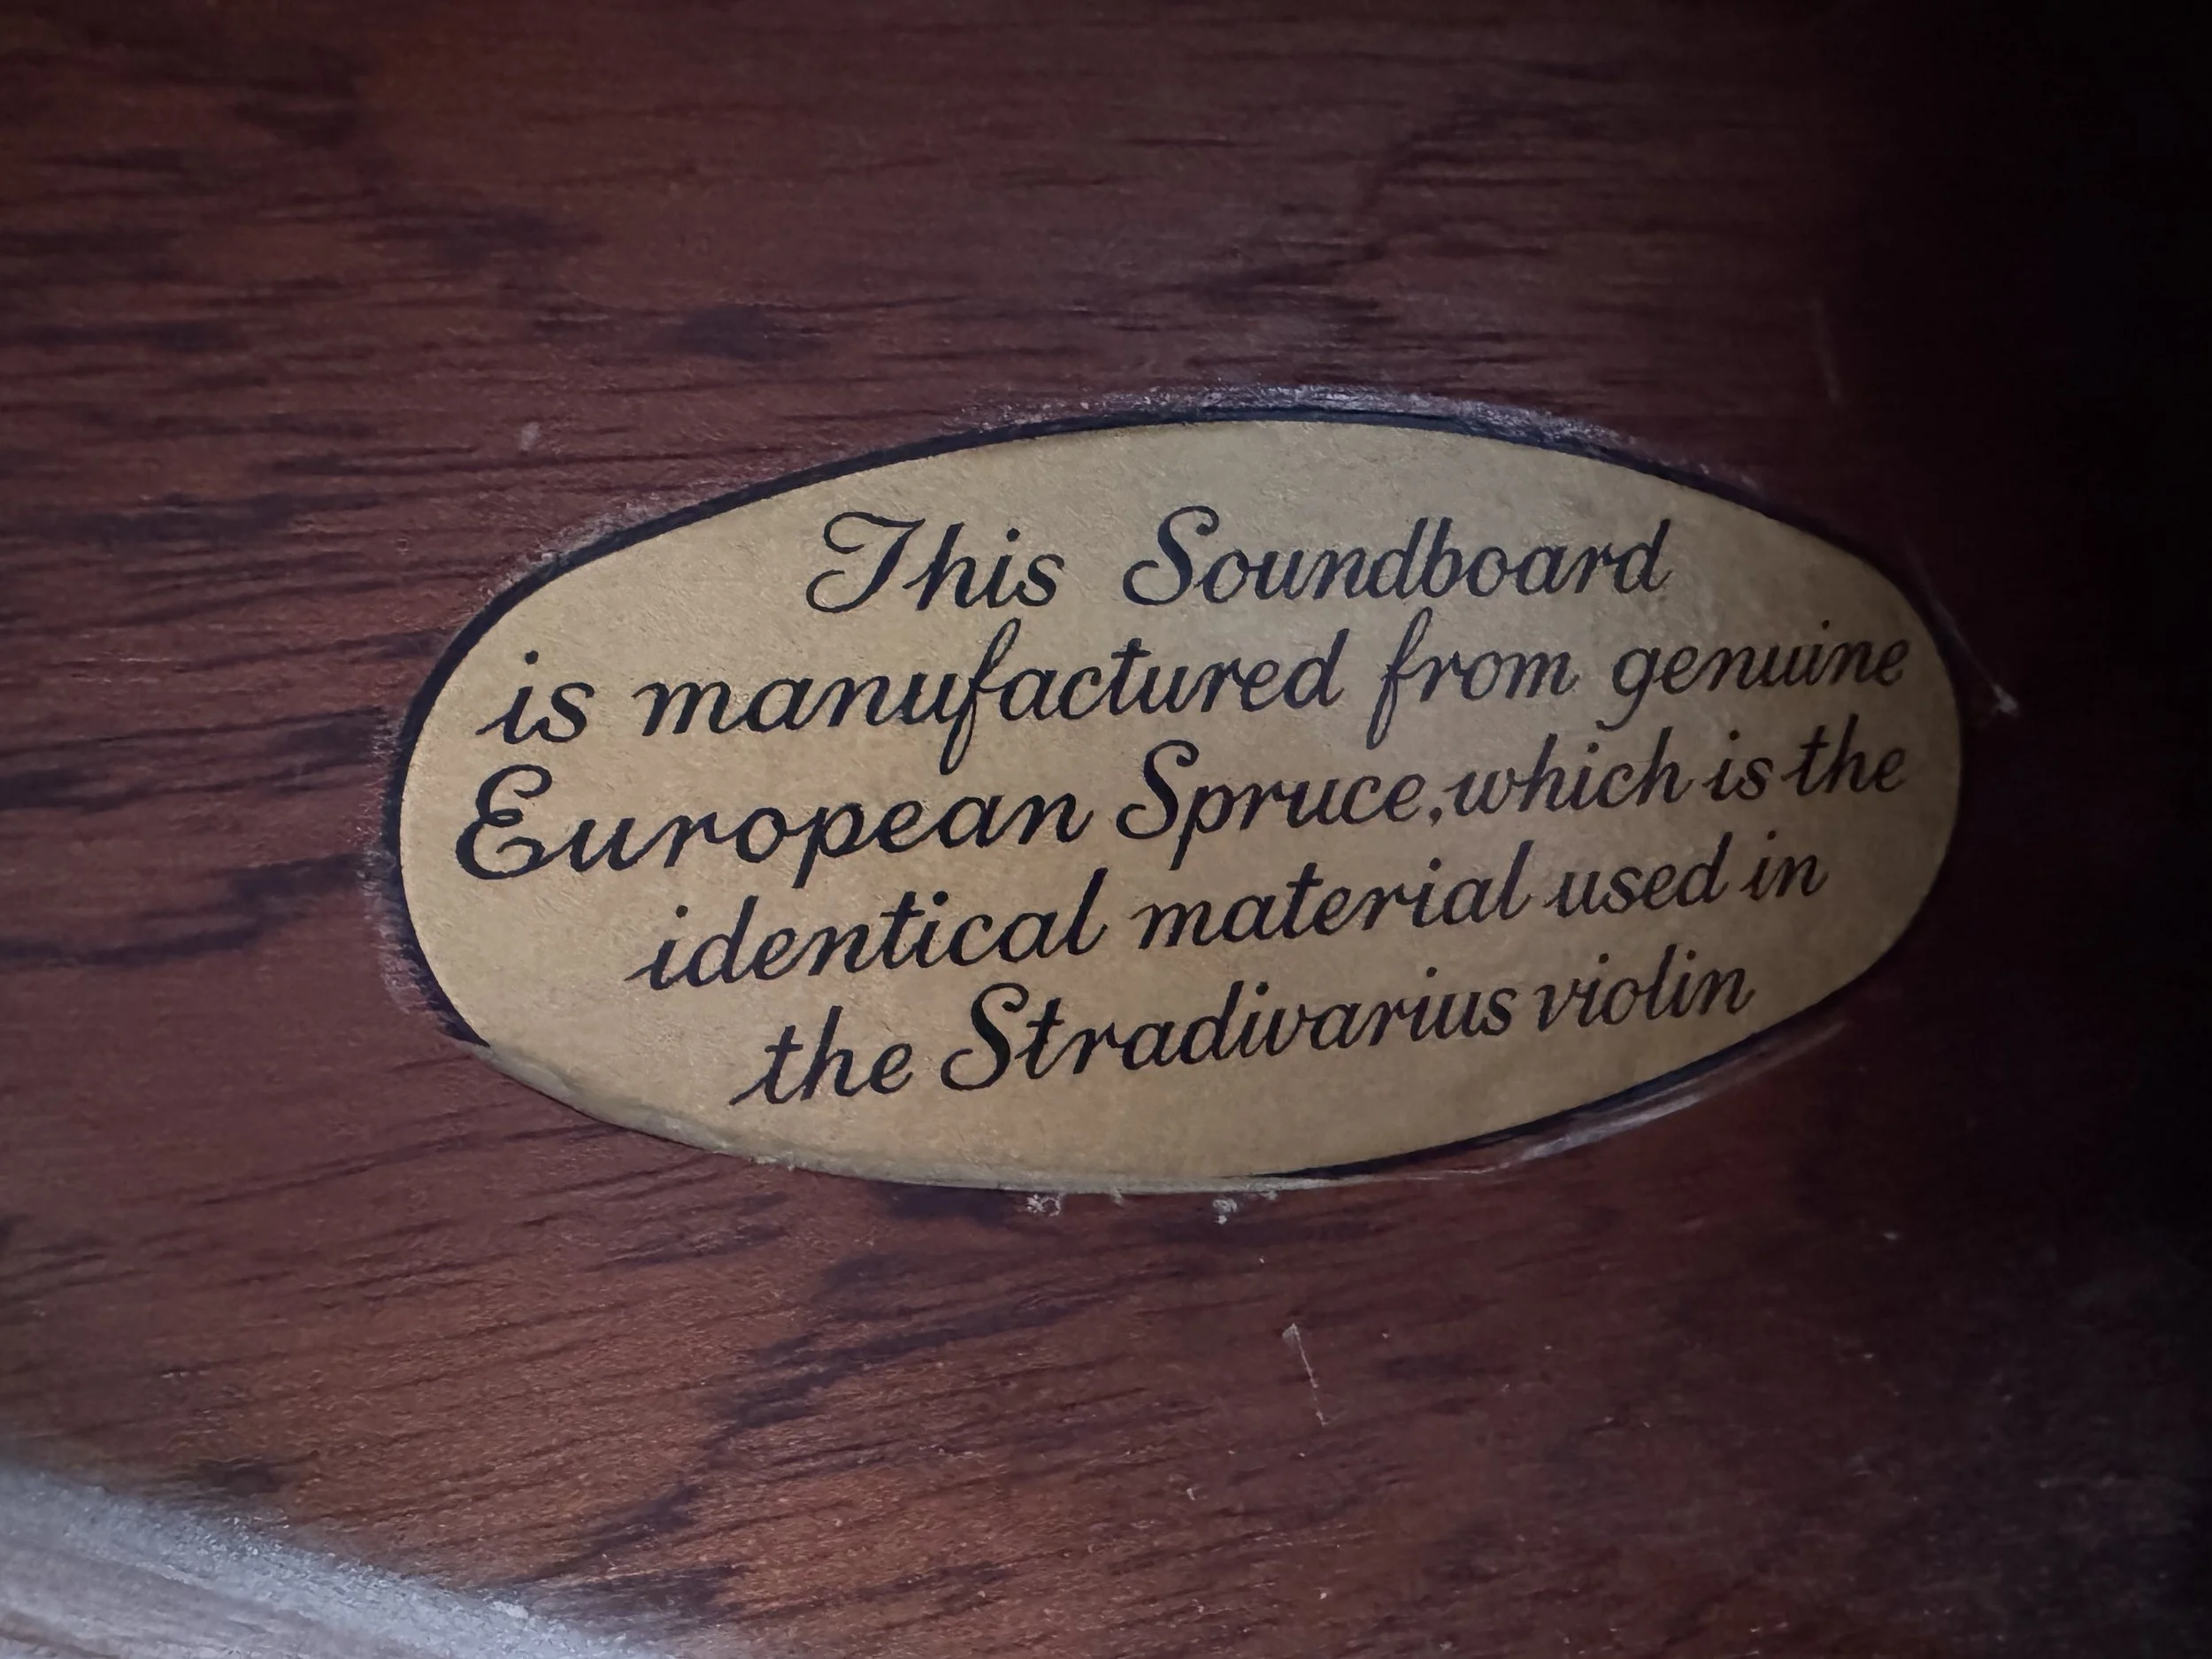 This Soundboard
is manufactured from genuine
European Spruce, which is the
identical material used in
the Stradivarius violin